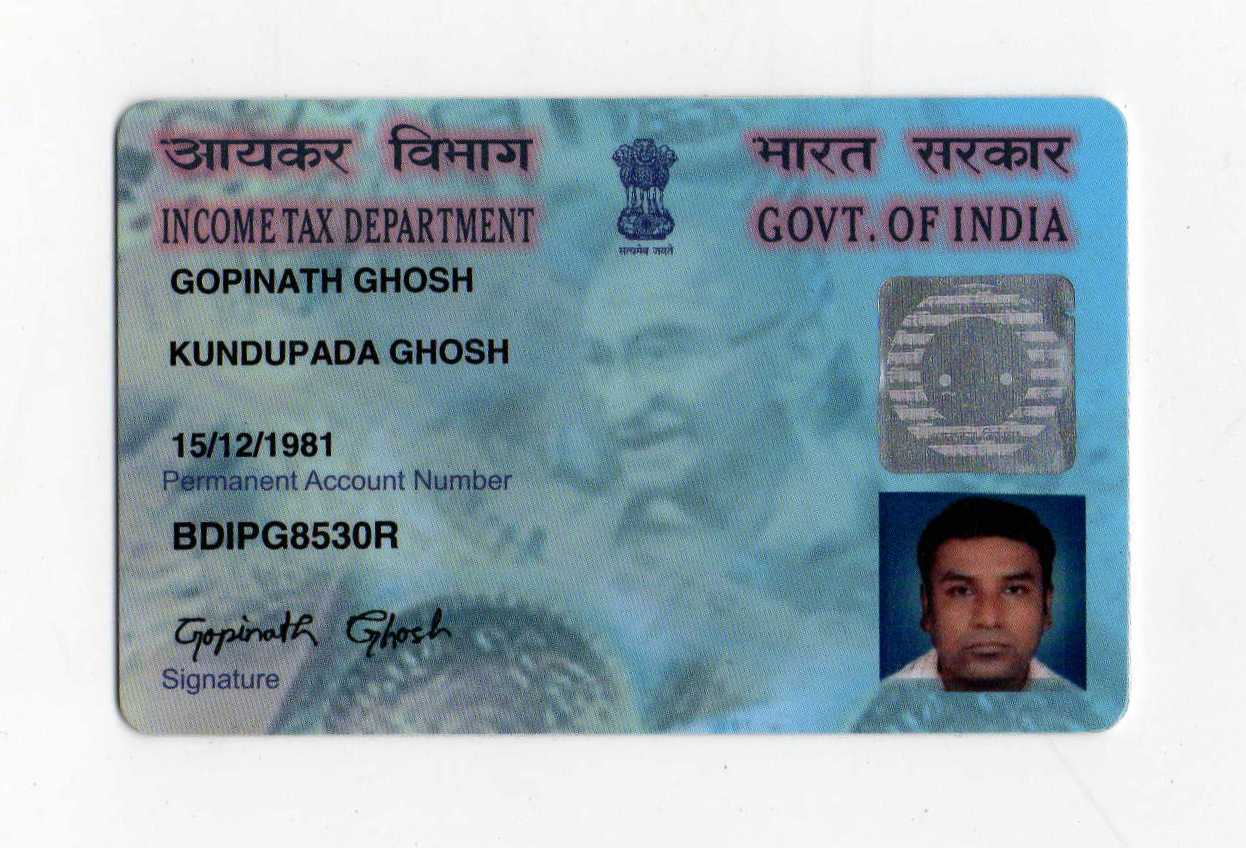 आयकर विभाग
भारत सरकार
INCOME TAX DEPARTMENT
GOVT. OF INDIA
सत्यमेव जयते
GOPINATH GHOSH
KUNDUPADA GHOSH
15/12/1981
Permanent Account Number
BDIPG8530R
Gopinath Ghosh
Signature